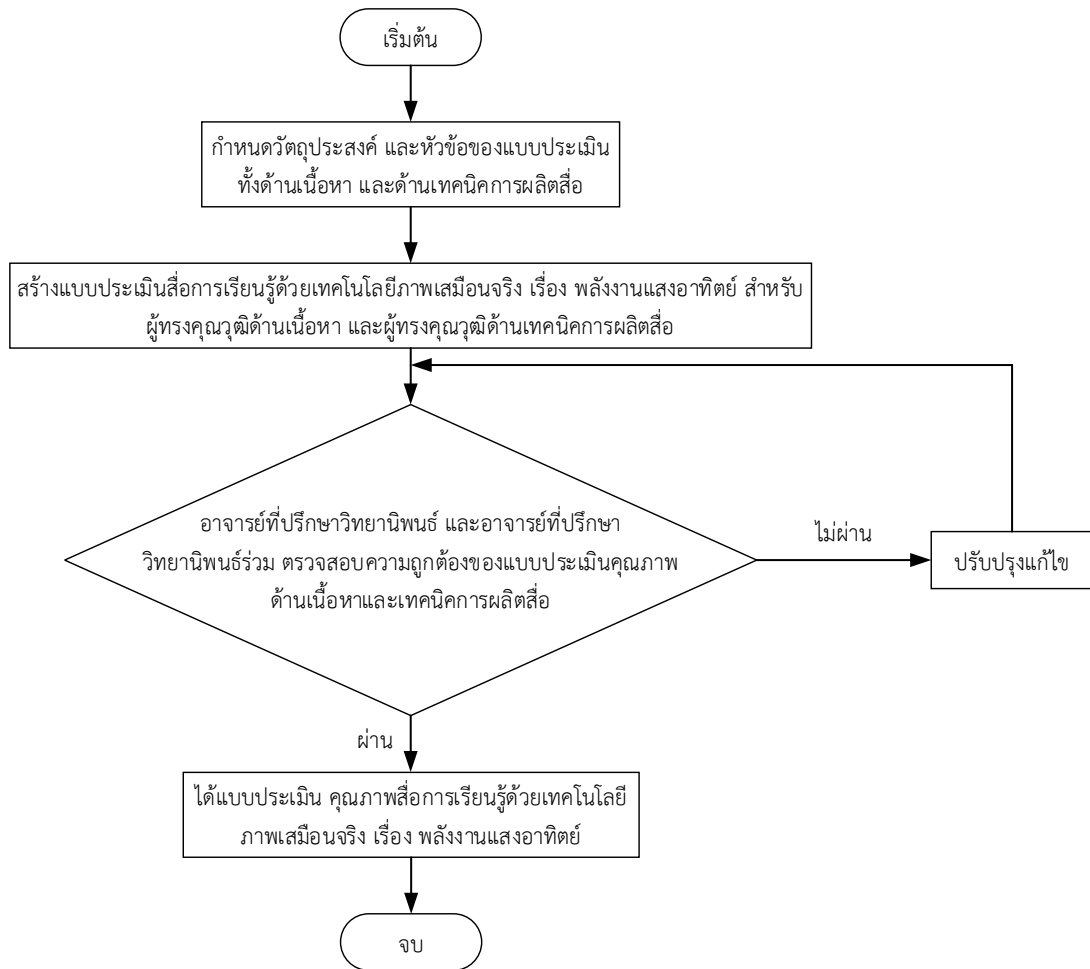 เริ่มต้น
กำหนดวัตถุประสงค์ และหัวข้อของแบบประเมิน
ทั้งด้านเนื้อหา และด้านเทคนิคการผลิตสื่อ
สร้างแบบประเมินสื่อการเรียนรู้ด้วยเทคโนโลยีภาพเสมือนจริง เรื่อง พลังงานแสงอาทิตย์ สำหรับ
ผู้ทรงคุณวุฒิด้านเนื้อหา และผู้ทรงคุณวุฒิด้านเทคนิคการผลิตสื่อ
อาจารย์ที่ปรึกษาวิทยานิพนธ์ และอาจารย์ที่ปรึกษา
วิทยานิพนธ์ร่วม ตรวจสอบความถูกต้องของแบบประเมินคุณภาพ
ด้านเนื้อหาและเทคนิคการผลิตสื่อ
ไม่ผ่าน
ปรับปรุงแก้ไข
ผ่าน
ได้แบบประเมิน คุณภาพสื่อการเรียนรู้ด้วยเทคโนโลยี
ภาพเสมือนจริง เรื่อง พลังงานแสงอาทิตย์
จบ